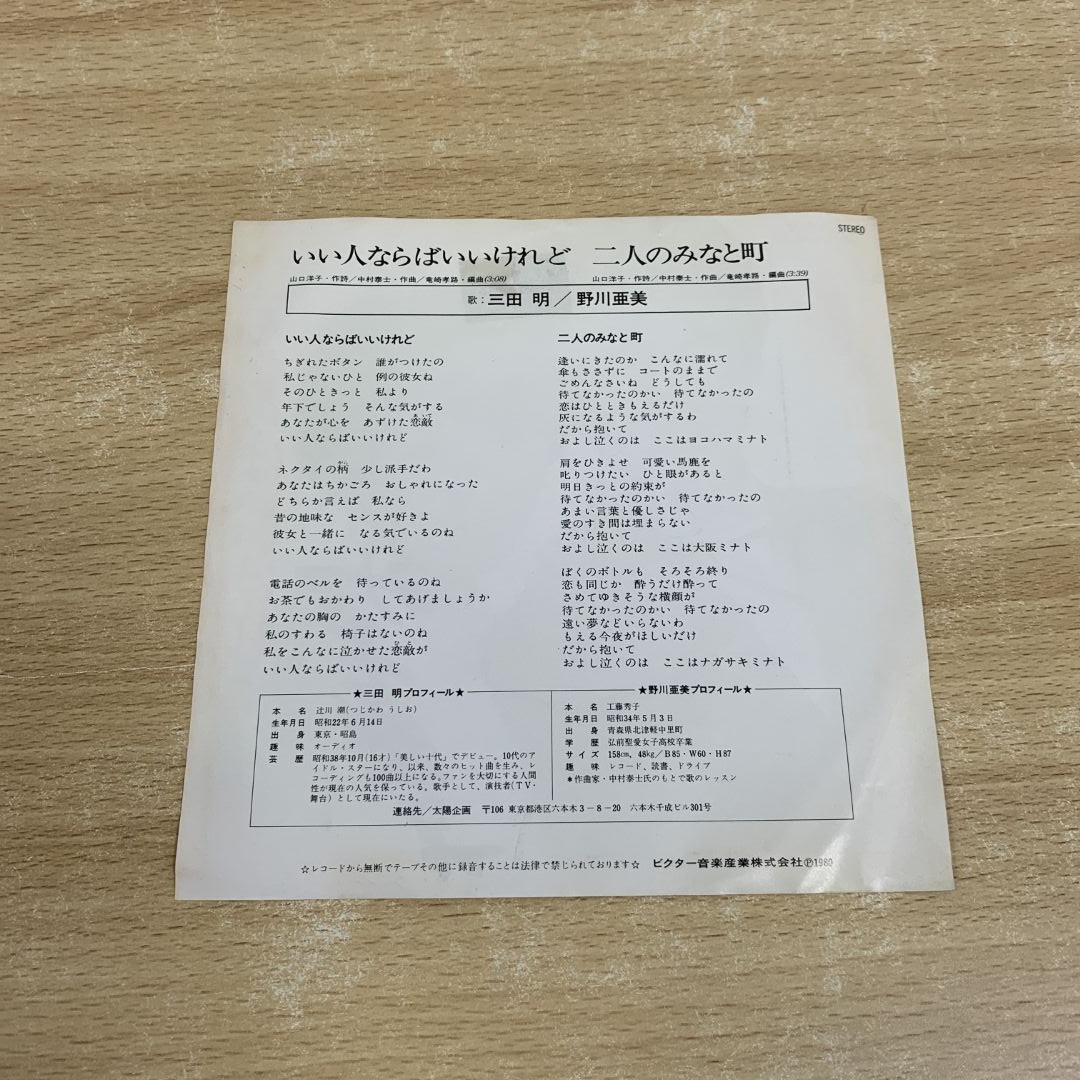 STEREO
いい人ならばいいけれど 二人のみなと町
山口洋子・作詩/中村泰士・作曲/竜崎孝路・編曲(3:08) 山口洋子・作詩/中村泰士・作曲/竜崎孝路・編曲(3:39)
歌:三田 明/野川亜美
いい人ならばいいけれど
ちぎれたボタン 誰がつけたの
私じゃないひと 例の彼女ね
そのひときっと 私より
年下でしょう そんな気がする
あなたが心を あずけた恋敵
あいて
いい人ならばいいけれど
ネクタイの柄 少し派手だわ
がら
あなたはちかごろ おしゃれになった
どちらか言えば 私なら
昔の地味な センスが好きよ
彼女と一緒に なる気でいるのね
いい人ならばいいけれど
電話のベルを 待っているのね
お茶でもおかわり してあげましょうか
あなたの胸の かたすみに
私のすわる 椅子はないのね
私をこんなに泣かせた恋敵が
ひと
いい人ならばいいけれど
二人のみなと町
逢いにきたのか こんなに濡れて
傘もささずに コートのままで
ごめんなさいね どうしても
待てなかったのかい 待てなかったの
恋はひとときもえるだけ
灰になるような気がするわ
だから抱いて
およし泣くのは ここはヨコハマミナト
肩をひきよせ 可愛い馬鹿を
叱りつけたい ひと眼があると
明日きっとの約束が
待てなかったのかい 待てなかったの
あまい言葉と優しさじゃ
愛のすき間は埋まらない
だから抱いて
およし泣くのは ここは大阪ミナト
ぼくのボトルも そろそろ終り
恋も同じか 酔うだけ酔って
さめてゆきそうな横顔が
待てなかったのかい 待てなかったの
遠い夢などいらないわ
もえる今夜がほしいだけ
だから抱いて
およし泣くのは ここはナガサキミナト
★三田 明プロフィール★
本名 辻川 潮(つじかわ うしお)
生年月日 昭和22年6月14日
出身 東京・昭島
趣味 オーディオ
芸歴 昭和38年10月(16才)「美しい十代」でデビュー。10代のア
イドル・スターになり、以来、数々のヒット曲を生み、レ
コーディングも100曲以上になる。ファンを大切にする人間
性が現在の人気を保っている。歌手として、演技者(TV・
舞台)として現在にいたる。
★野川亜美プロフィール★
本名 工藤秀子
生年月日 昭和34年5月3日
出身 青森県北津軽中里町
学歴 弘前聖愛女子高校卒業
サイズ 158cm、48kg/B85・W60・H87
趣味 レコード、読書、ドライブ
*作曲家・中村泰士氏のもとで歌のレッスン
連絡先/太陽企画 〒106 東京都港区六本木3-8-20 六本木千成ビル301号
☆レコードから無断でテープその他に録音することは法律で禁じられております☆ ビクター音楽産業株式会社Ⓟ1980